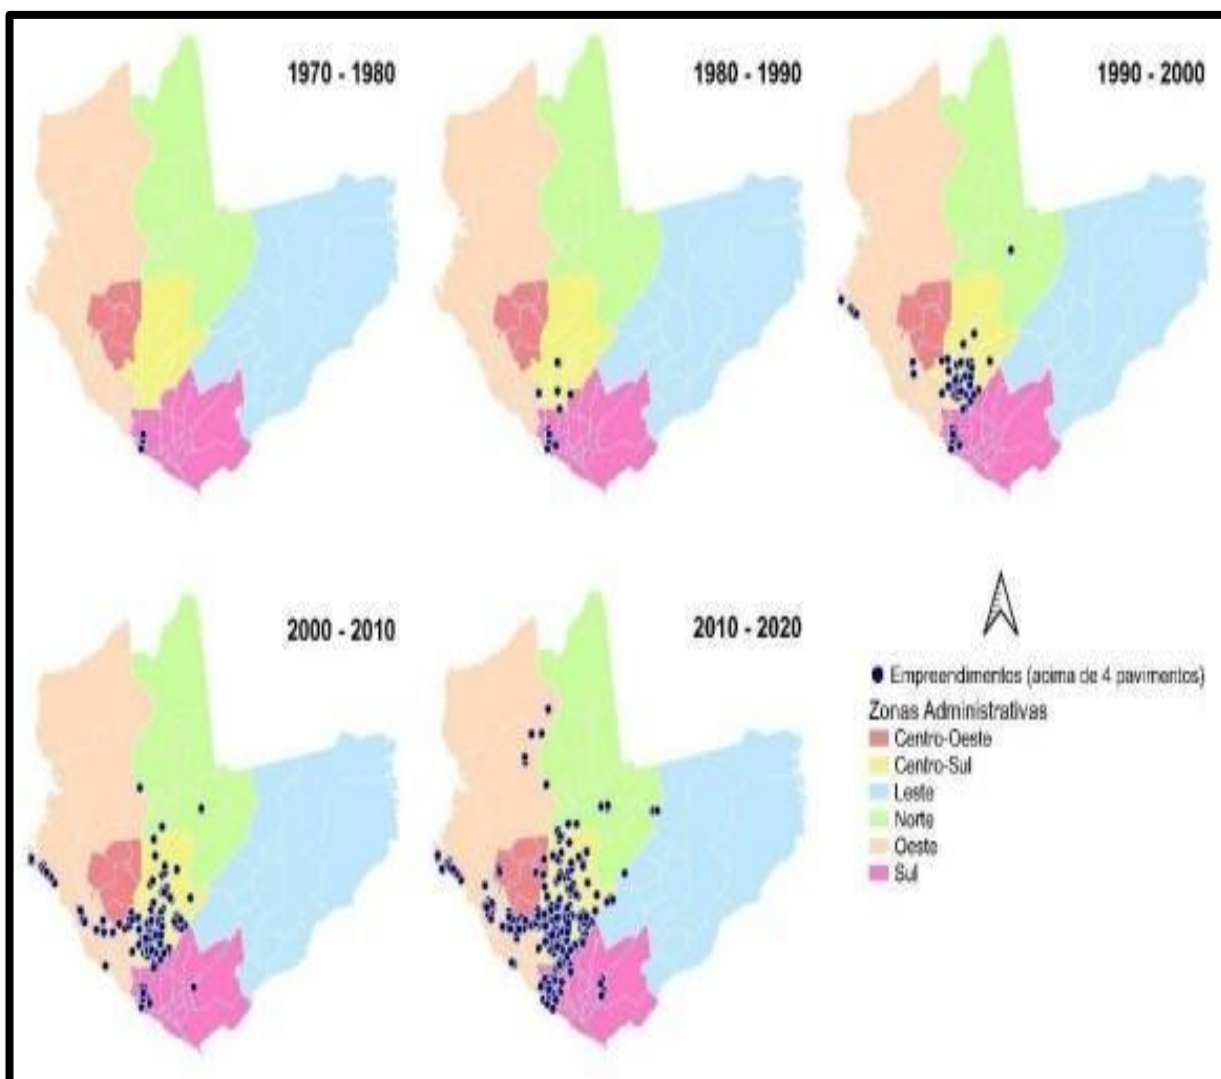 1970 - 1980
1980 - 1990
1990 - 2000
2000 - 2010
2010 - 2020
Empreendimentos (acima de 4 pavimentos)
Zonas Administrativas
Centro-Oeste
Centro-Sul
Leste
Norte
Oeste
Sul